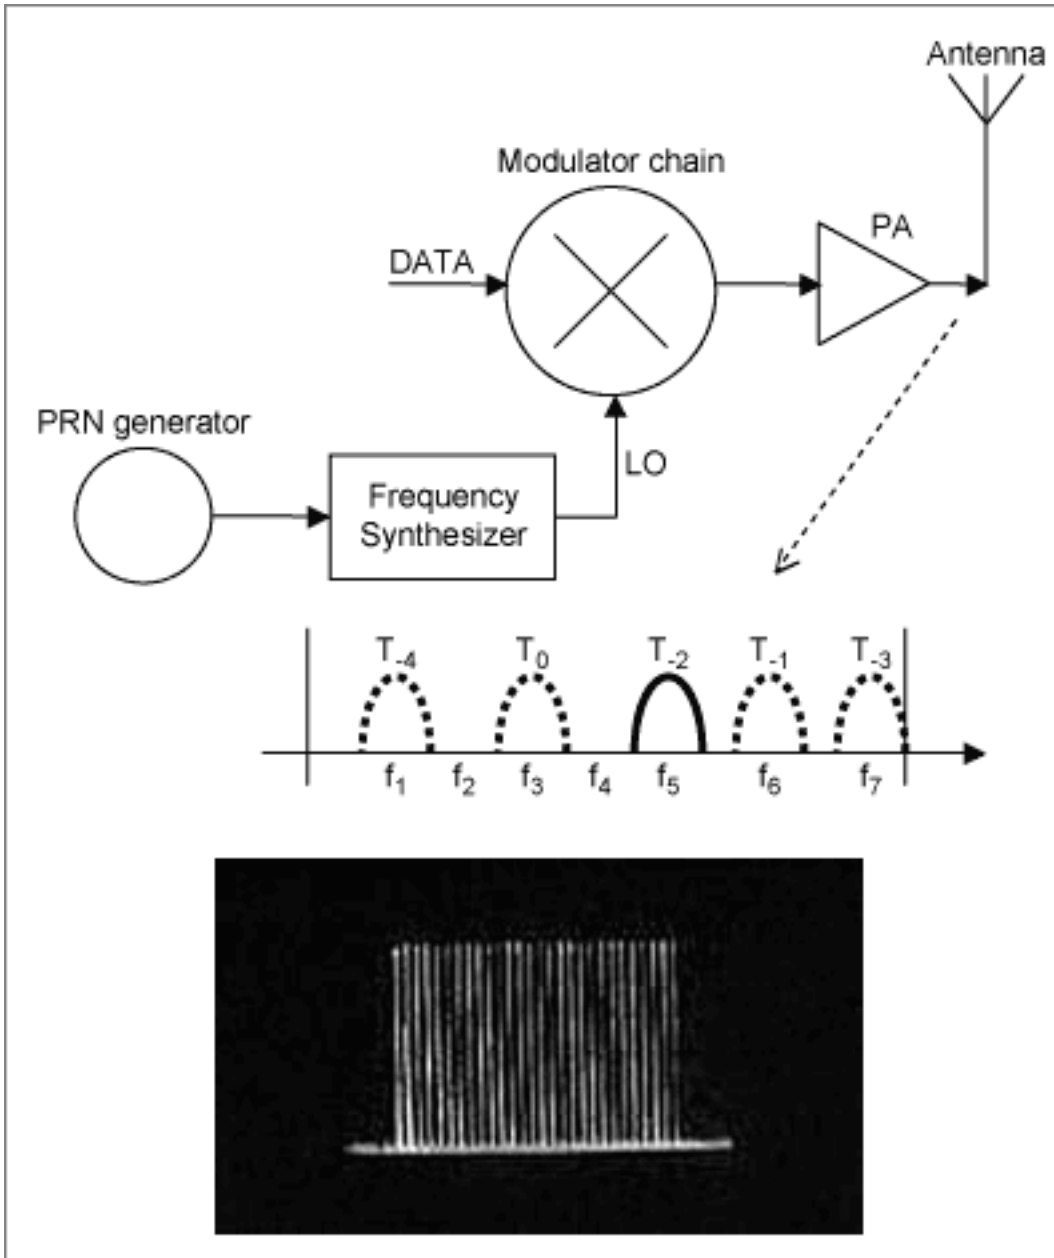 Antenna
Modulator chain
PA
DATA
PRN generator
LO
Frequency
Synthesizer
T-4 T0 T-2 T-1 T-3
f1 f2 f3 f4 f5 f6 f7